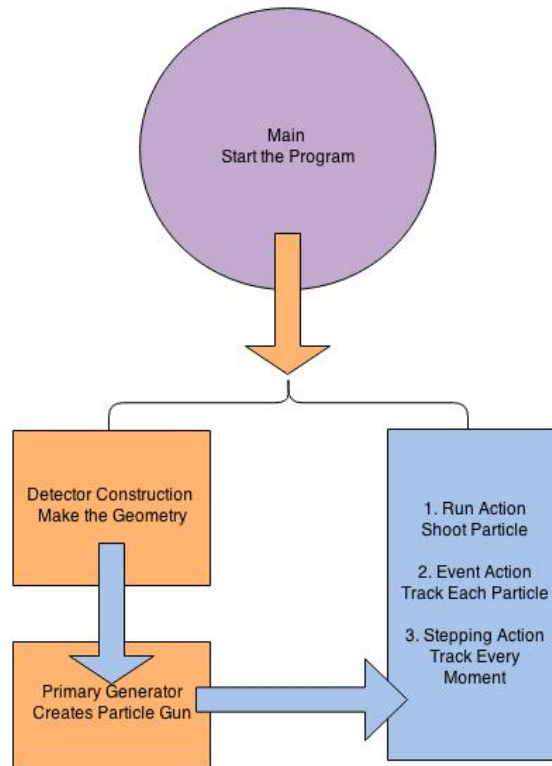 Main
Start the Program
Detector Construction
Make the Geometry
Primary Generator
Creates Particle Gun
1. Run Action
Shoot Particle
2. Event Action
Track Each Particle
3. Stepping Action
Track Every
Moment